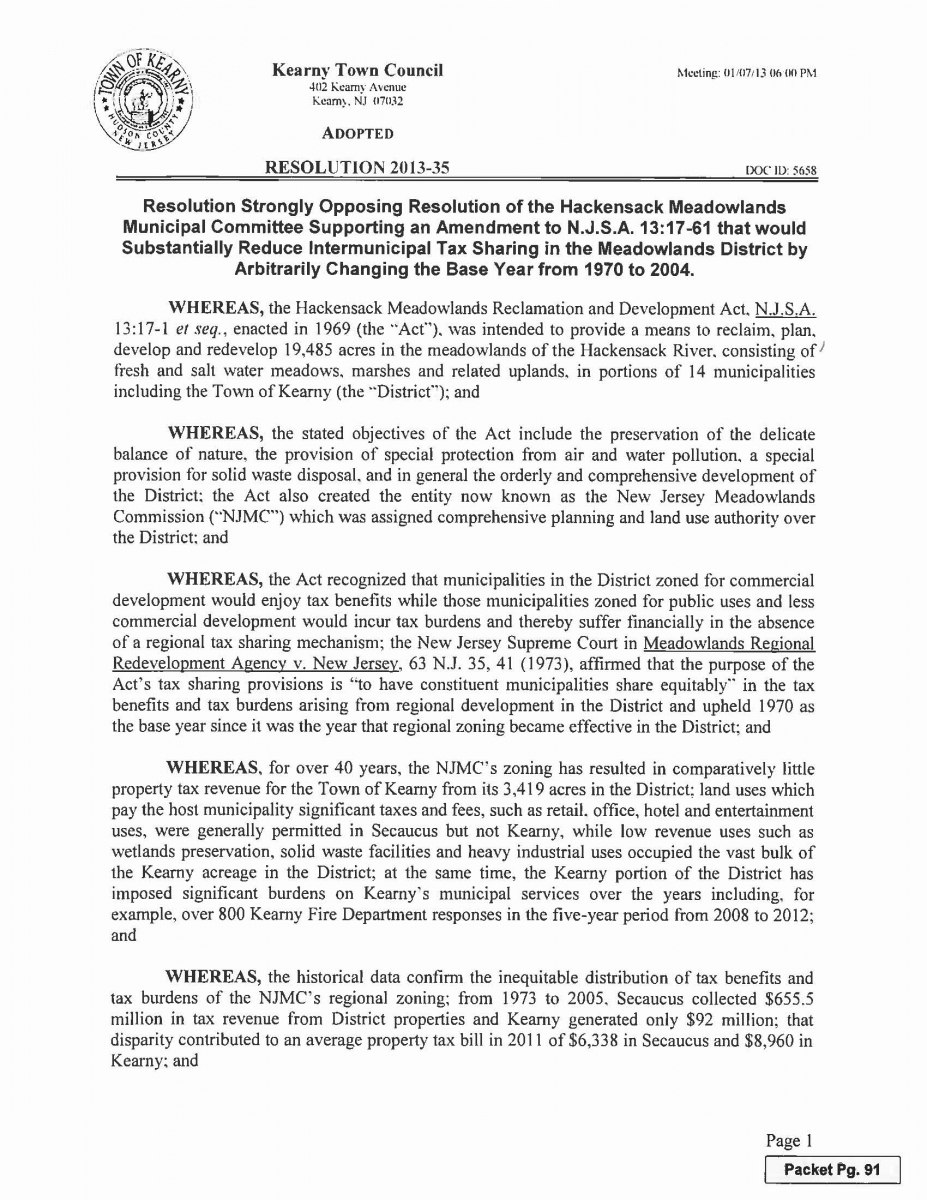 TOWN OF KEARNY
HUDSON COUNTY
NEW JERSEY
Kearny Town Council
402 Kearny Avenue
Kearny, NJ 07032
Meeting: 01/07/13 06:00 PM
ADOPTED
RESOLUTION 2013-35
DOC ID: 5658
Resolution Strongly Opposing Resolution of the Hackensack Meadowlands
Municipal Committee Supporting an Amendment to N.J.S.A. 13:17-61 that would
Substantially Reduce Intermunicipal Tax Sharing in the Meadowlands District by
Arbitrarily Changing the Base Year from 1970 to 2004.
WHEREAS, the Hackensack Meadowlands Reclamation and Development Act, N.J.S.A.
13:17-1 et seq., enacted in 1969 (the “Act”), was intended to provide a means to reclaim, plan,
develop and redevelop 19,485 acres in the meadowlands of the Hackensack River, consisting of
fresh and salt water meadows, marshes and related uplands, in portions of 14 municipalities
including the Town of Kearny (the “District”); and
WHEREAS, the stated objectives of the Act include the preservation of the delicate
balance of nature, the provision of special protection from air and water pollution, a special
provision for solid waste disposal, and in general the orderly and comprehensive development of
the District; the Act also created the entity now known as the New Jersey Meadowlands
Commission (“NJMC”) which was assigned comprehensive planning and land use authority over
the District; and
WHEREAS, the Act recognized that municipalities in the District zoned for commercial
development would enjoy tax benefits while those municipalities zoned for public uses and less
commercial development would incur tax burdens and thereby suffer financially in the absence
of a regional tax sharing mechanism; the New Jersey Supreme Court in Meadowlands Regional
Redevelopment Agency v. New Jersey, 63 N.J. 35, 41 (1973), affirmed that the purpose of the
Act’s tax sharing provisions is “to have constituent municipalities share equitably” in the tax
benefits and tax burdens arising from regional development in the District and upheld 1970 as
the base year since it was the year that regional zoning became effective in the District; and
WHEREAS, for over 40 years, the NJMC’s zoning has resulted in comparatively little
property tax revenue for the Town of Kearny from its 3,419 acres in the District; land uses which
pay the host municipality significant taxes and fees, such as retail, office, hotel and entertainment
uses, were generally permitted in Secaucus but not Kearny, while low revenue uses such as
wetlands preservation, solid waste facilities and heavy industrial uses occupied the vast bulk of
the Kearny acreage in the District; at the same time, the Kearny portion of the District has
imposed significant burdens on Kearny’s municipal services over the years including, for
example, over 800 Kearny Fire Department responses in the five-year period from 2008 to 2012;
and
WHEREAS, the historical data confirm the inequitable distribution of tax benefits and
tax burdens of the NJMC’s regional zoning; from 1973 to 2005, Secaucus collected $655.5
million in tax revenue from District properties and Kearny generated only $92 million; that
disparity contributed to an average property tax bill in 2011 of $6,338 in Secaucus and $8,960 in
Kearny; and
Page 1
Packet Pg. 91